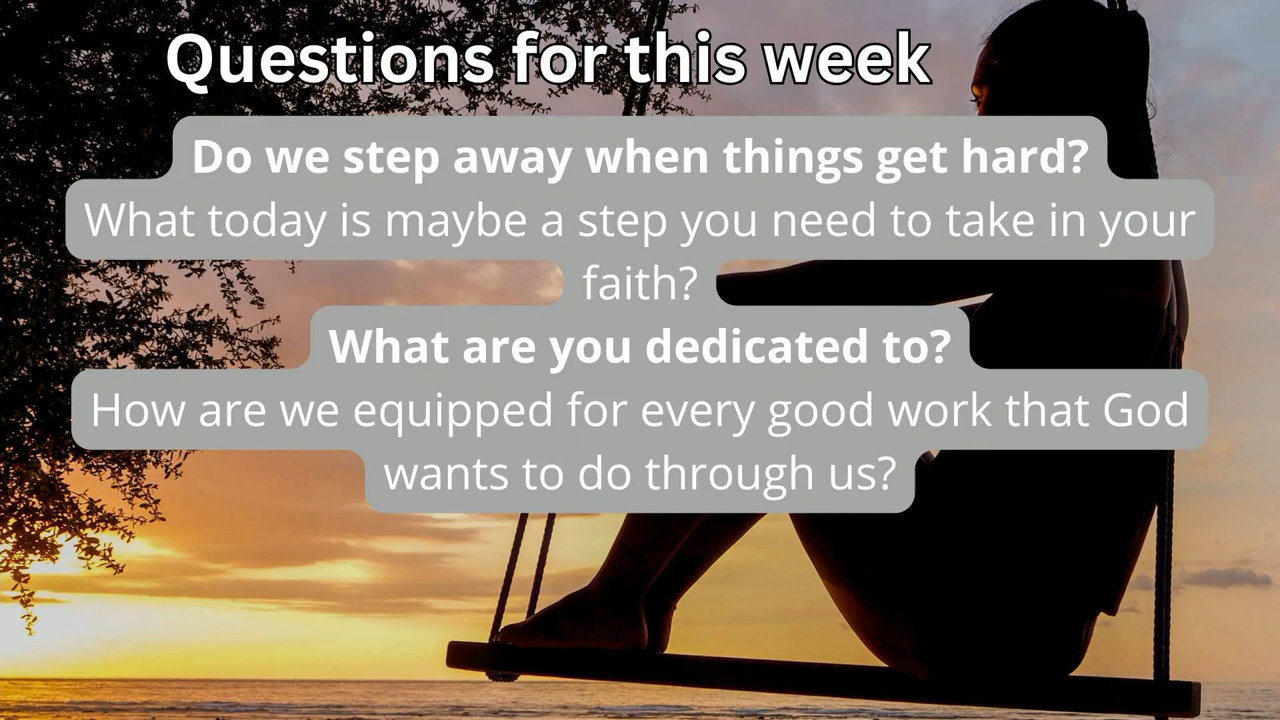 Questions for this week
Do we step away when things get hard?
What today is maybe a step you need to take in your
faith?
What are you dedicated to?
How are we equipped for every good work that God
wants to do through us?